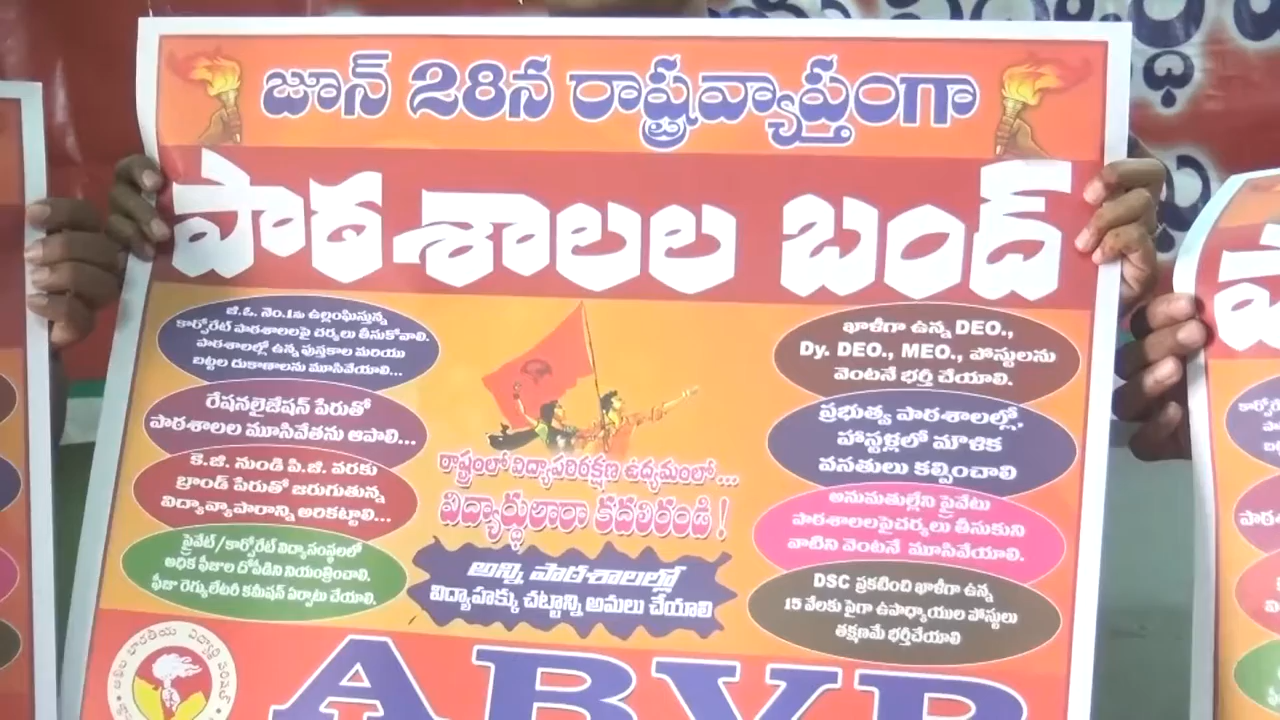 జూన్ 28న రాష్ట్రవ్యాప్తంగా
పాఠశాలల బంద్
జి.ఓ. నెం.1ను ఉల్లంఘిస్తున్న
కార్పోరేట్ పాఠశాలలపై చర్యలు తీసుకోవాలి.
పాఠశాలల్లో ఉన్న పుస్తకాల మరియు
బట్టల దుకాణాలను మూసివేయాలి...
రేషనలైజేషన్ పేరుతో
పాఠశాలల మూసివేతను ఆపాలి...
కె.జి. నుండి పి.జి. వరకు
బ్రాండ్ పేరుతో జరుగుతున్న
విద్యావ్యాపారాన్ని అరికట్టాలి...
ప్రైవేట్/కార్పోరేట్ విద్యాసంస్థలలో
అధిక ఫీజుల దోపిడీని నియంత్రించాలి.
ఫీజు రెగ్యులేటరీ కమీషన్ ఏర్పాటు చేయాలి.
రాష్ట్రంలో విద్యాపరిరక్షణ ఉద్యమంలో...
విద్యార్థులారా కదలిరండి !
అన్ని పాఠశాలల్లో
విద్యాహక్కు చట్టాన్ని అమలు చేయాలి
ఖాళీగా ఉన్న DEO.,
Dy. DEO., MEO., పోస్టులను
వెంటనే భర్తీ చేయాలి.
ప్రభుత్వ పాఠశాలల్లో,
హాస్టళ్లలో మౌళిక
వసతులు కల్పించాలి
అనుమతుల్లేని ప్రైవేటు
పాఠశాలలపైచర్యలు తీసుకుని
వాటిని వెంటనే మూసివేయాలి.
DSC ప్రకటించి ఖాళీగా ఉన్న
15 వేలకు పైగా ఉపాధ్యాయుల పోస్టులు
తక్షణమే భర్తీచేయాలి
ABVP